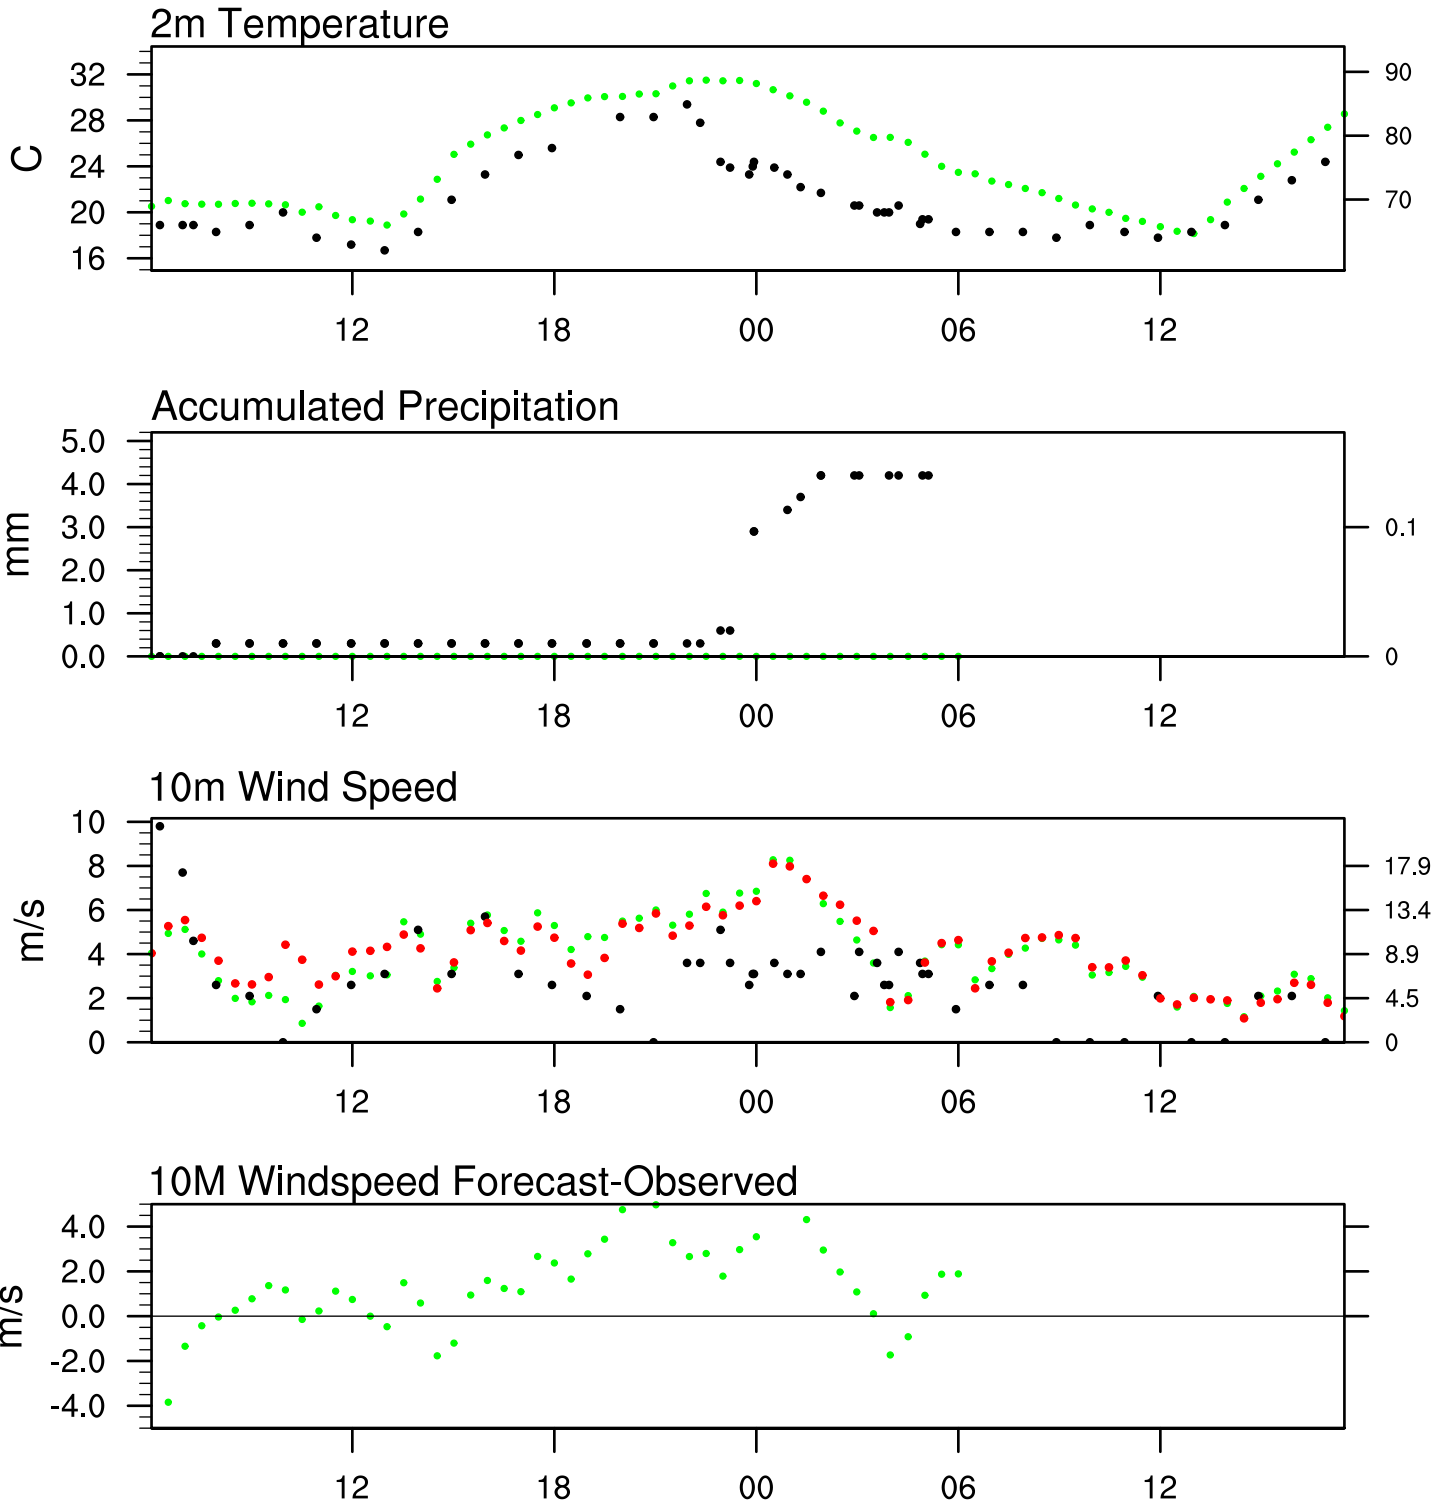 2m Temperature
32 90
28
80
C
24
20 70
16
12 18 00 06 12
Accumulated Precipitation
5.0
4.0
3.0 0.1
mm
2.0
1.0
0.0 0
12 18 00 06 12
10m Wind Speed
10
8 17.9
6 13.4
m/s
4 8.9
2 4.5
0 0
12 18 00 06 12
10M Windspeed Forecast-Observed
4.0
2.0
0.0
m/s
-2.0
-4.0
12 18 00 06 12